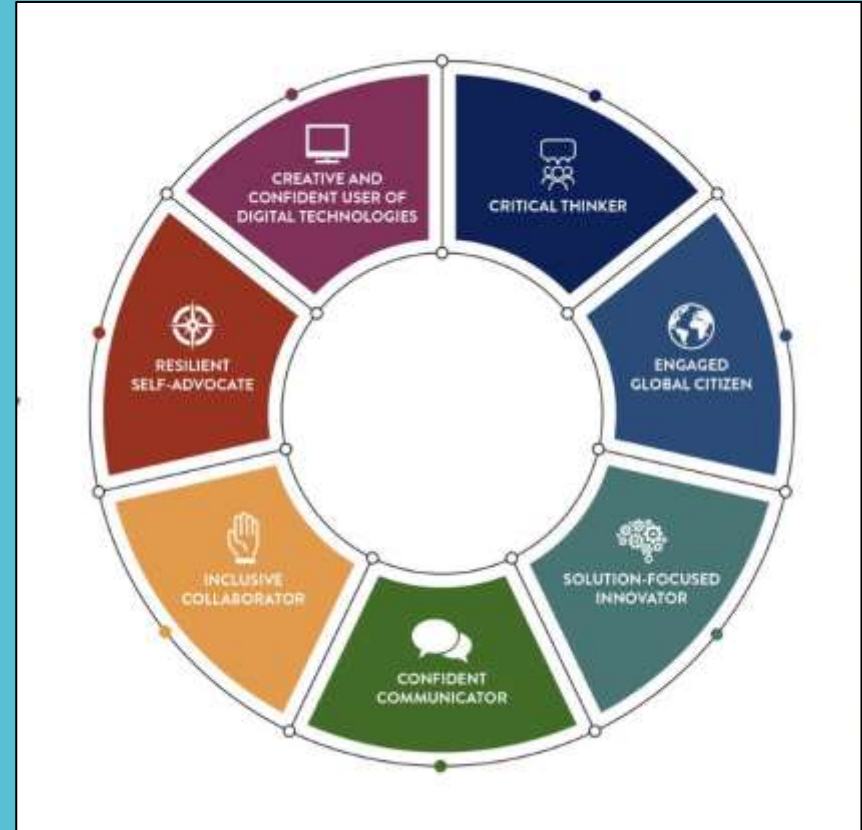 CREATIVE AND
CONFIDENT USER OF
DIGITAL TECHNOLOGIES
CRITICAL THINKER
ENGAGED
GLOBAL CITIZEN
SOLUTION-FOCUSED
INNOVATOR
CONFIDENT
COMMUNICATOR
INCLUSIVE
COLLABORATOR
RESILIENT
SELF-ADVOCATE